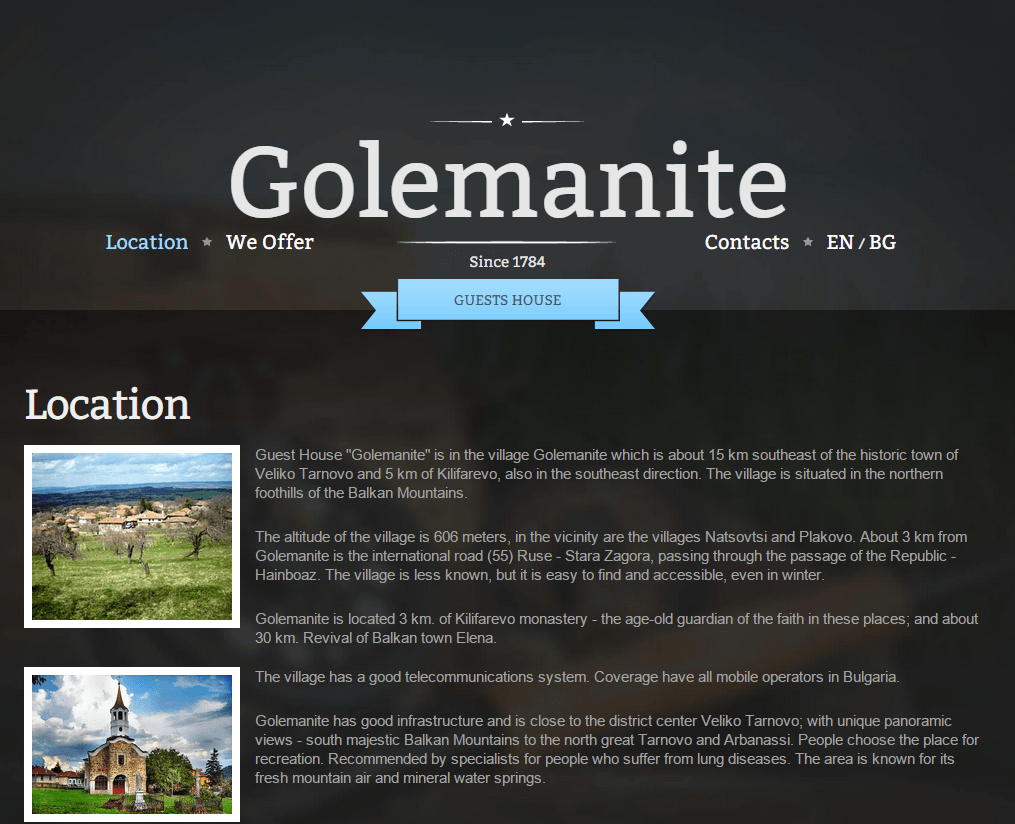 Golemanite
Location We Offer
Since 1784
Contacts EN / BG
GUESTS HOUSE
Location
Guest House "Golemanite" is in the village Golemanite which is about 15 km southeast of the historic town of
Veliko Tarnovo and 5 km of Kilifarevo, also in the southeast direction. The village is situated in the northern
foothills of the Balkan Mountains.
The altitude of the village is 606 meters, in the vicinity are the villages Natsovtsi and Plakovo. About 3 km from
Golemanite is the international road (55) Ruse - Stara Zagora, passing through the passage of the Republic -
Hainboaz. The village is less known, but it is easy to find and accessible, even in winter.
Golemanite is located 3 km. of Kilifarevo monastery - the age-old guardian of the faith in these places; and about
30 km. Revival of Balkan town Elena.
The village has a good telecommunications system. Coverage have all mobile operators in Bulgaria.
Golemanite has good infrastructure and is close to the district center Veliko Tarnovo; with unique panoramic
views - south majestic Balkan Mountains to the north great Tarnovo and Arbanassi. People choose the place for
recreation. Recommended by specialists for people who suffer from lung diseases. The area is known for its
fresh mountain air and mineral water springs.